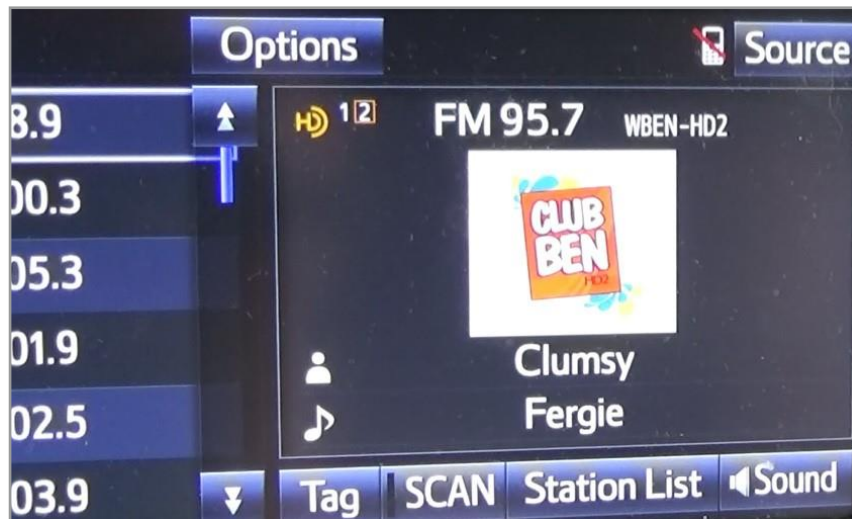 Options
Source
8.9
00.3
05.3
01.9
02.5
03.9
HD 1 2
FM 95.7 WBEN-HD2
CLUB
BEN
HD2
Clumsy
Fergie
Tag
SCAN
Station List
Sound